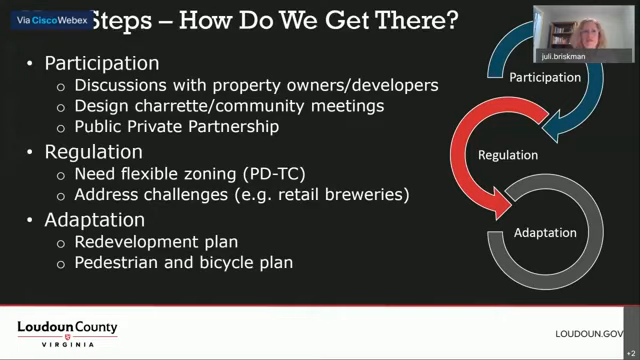 Via Cisco Webex
Steps – How Do We Get There?
juli.briskman
• Participation
o Discussions with property owners/developers
o Design charrette/community meetings
o Public Private Partnership
• Regulation
o Need flexible zoning (PD-TC)
o Address challenges (e.g. retail breweries)
• Adaptation
o Redevelopment plan
o Pedestrian and bicycle plan
Participation
Regulation
Adaptation
Loudoun County
VIRGINIA
LOUDOUN.GOV
+2